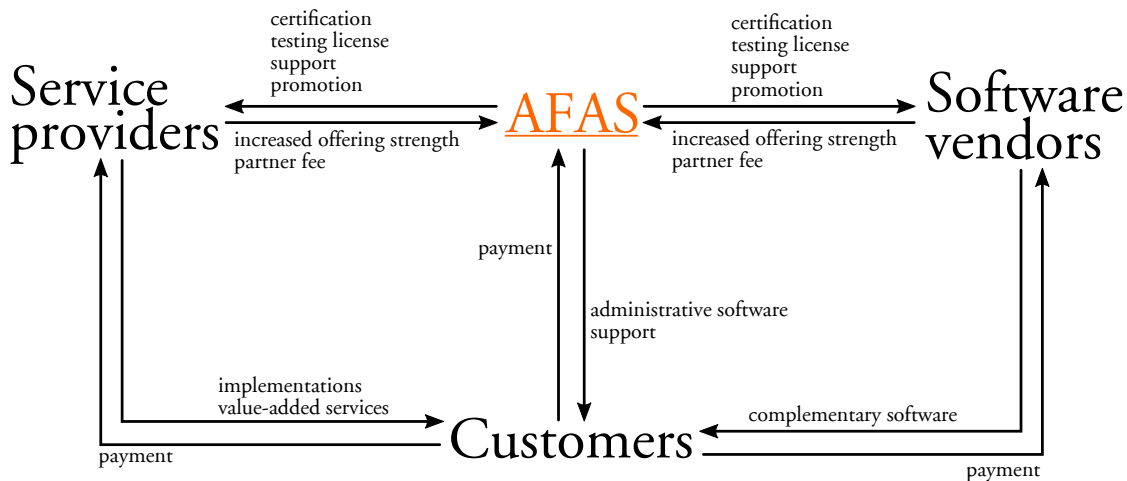 certification
testing license
support
promotion
certification
testing license
support
promotion
Service
providers
AFAS
Software
vendors
increased offering strength
partner fee
increased offering strength
partner fee
payment
administrative software
support
implementations
value-added services
complementary software
Customers
payment
payment